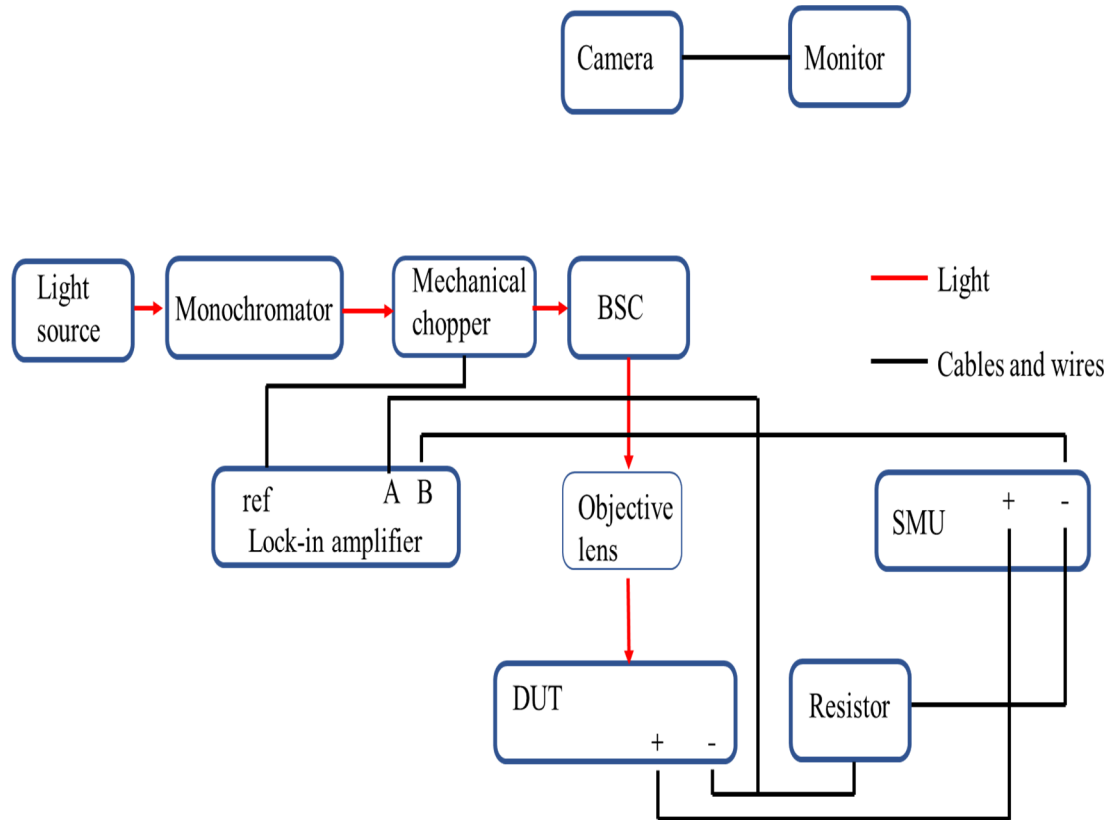 Camera
Monitor
Light
source
Monochromator
Mechanical
chopper
BSC
Light
Cables and wires
ref
A B
Lock-in amplifier
Objective
lens
+ -
SMU
DUT
+ -
Resistor